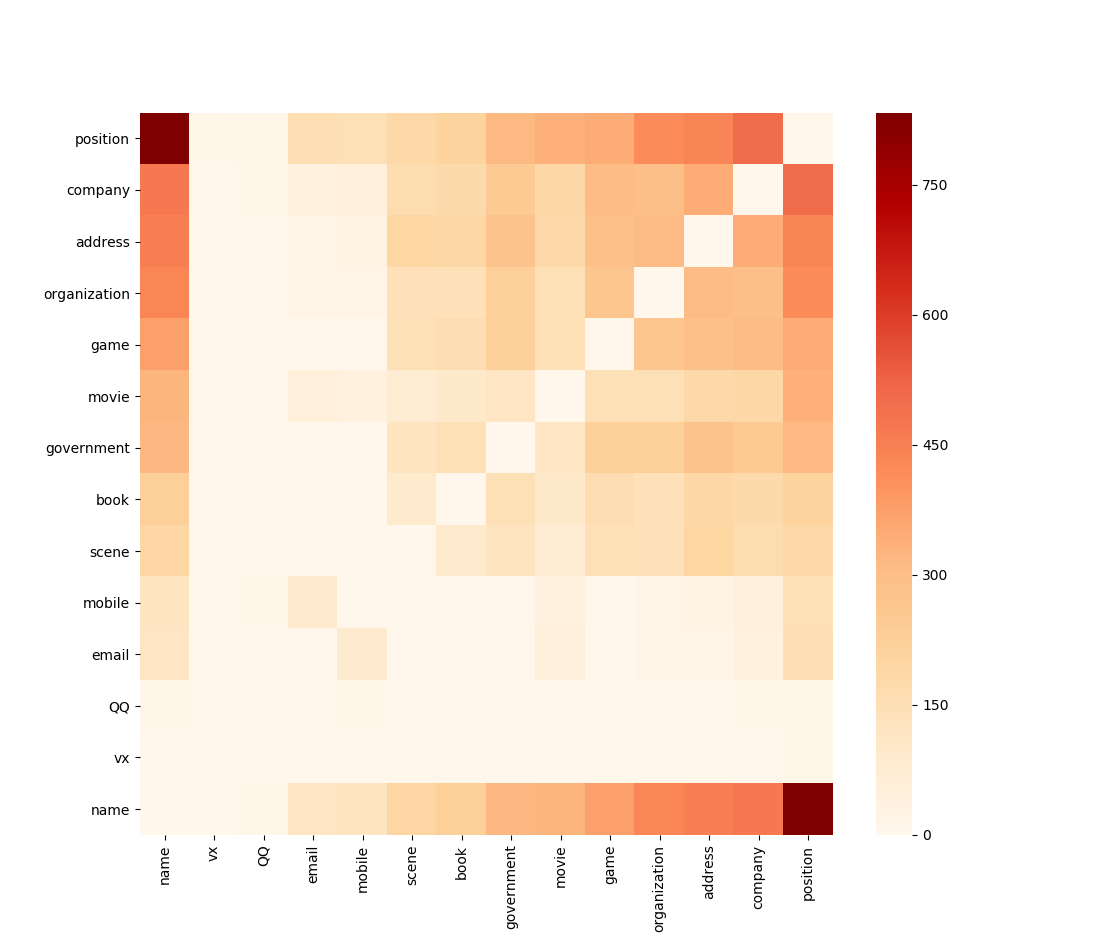 position
company
address
organization
game
movie
government
book
scene
mobile
email
QQ
vx
name
name
vx
QQ
email
mobile
scene
book
government
movie
game
organization
address
company
position
750
600
450
300
150
0